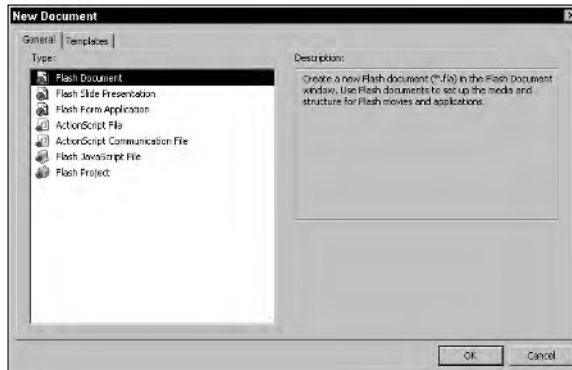 New Document
General Templates
Type:
Flash Document
Flash Slide Presentation
Flash Form Application
ActionScript File
ActionScript Communication File
Flash JavaScript File
Flash Project
Description:
Create a new Flash document (*.fla) in the Flash Document
window. Use Flash documents to set up the media and
structure for Flash movies and applications.
OK Cancel